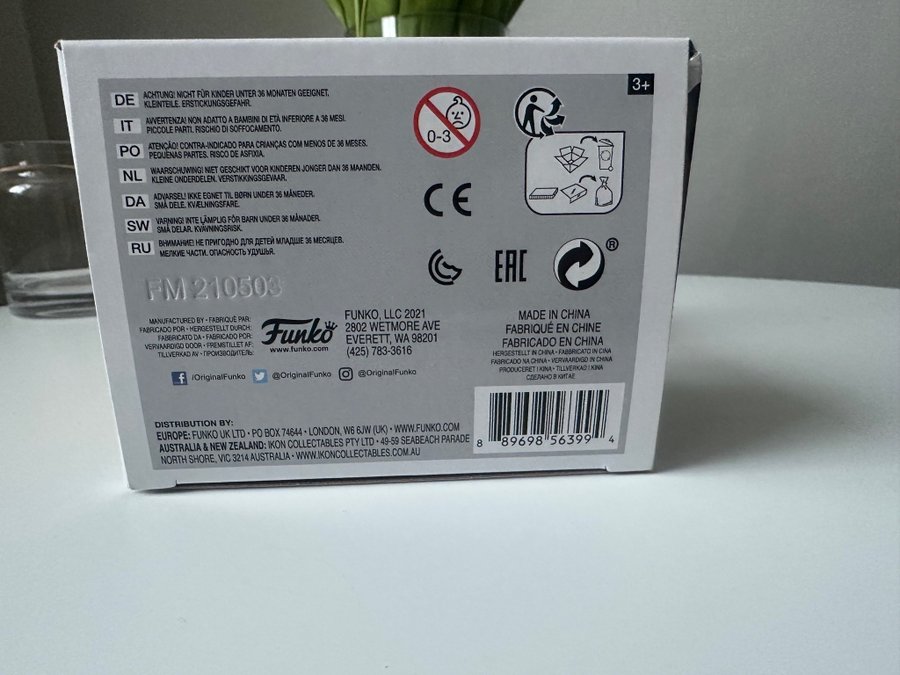 3+
DE ACHTUNG! NICHT FÜR KINDER UNTER 36 MONATEN GEEIGNET.
KLEINTEILE. ERSTICKUNGSGEFAHR.
IT AVVERTENZA! NON ADATTO A BAMBINI DI ETÀ INFERIORE A 36 MESI.
PICCOLE PARTI. RISCHIO DI SOFFOCAMENTO.
PO ATENÇÃO! CONTRA-INDICADO PARA CRIANÇAS COM MENOS DE 36 MESES.
PEQUENAS PARTES. RISCO DE ASFIXIA.
NL WAARSCHUWING! NIET GESCHIKT VOOR KINDEREN JONGER DAN 36 MAANDEN.
KLEINE ONDERDELEN. VERSTIKKINGSGEVAAR.
DA ADVARSEL! IKKE EGNET TIL BØRN UNDER 36 MÅNEDER.
SMÅ DELE. KVÆLNINGSFARE.
SW VARNING! INTE LÄMPLIG FÖR BARN UNDER 36 MÅNADER.
SMÅ DELAR. KVÄVNINGSRISK.
RU ВНИМАНИЕ! НЕ ПРИГОДНО ДЛЯ ДЕТЕЙ МЛАДШЕ 36 МЕСЯЦЕВ.
МЕЛКИЕ ЧАСТИ. ОПАСНОСТЬ УДУШЬЯ.
0-3
CE
EAC
®
FM 210503
MANUFACTURED BY • FABRIQUÉ PAR:
FABRICADO POR • HERGESTELLT DURCH:
FABBRICATO DA • FABRICADO POR:
VERVAARDIGD DOOR • FREMSTILLET AF:
TILLVERKAD AV • ПРОИЗВОДИТЕЛЬ:
Funko
www.funko.com
FUNKO, LLC 2021
2802 WETMORE AVE
EVERETT, WA 98201
(425) 783-3616
MADE IN CHINA
FABRIQUÉ EN CHINE
FABRICADO EN CHINA
HERGESTELLT IN CHINA • FABBRICATO IN CINA
FABRICADO NA CHINA • VERVAARDIGD IN CHINA
PRODUCERET I KINA • TILLVERKAD I KINA
СДЕЛАНО В КИТАЕ
/OriginalFunko @OriginalFunko @OriginalFunko
DISTRIBUTION BY:
EUROPE: FUNKO UK LTD • PO BOX 74644 • LONDON, W6 6JW (UK) • WWW.FUNKO.COM
AUSTRALIA & NEW ZEALAND: IKON COLLECTABLES PTY LTD • 49-59 SEABEACH PARADE
NORTH SHORE, VIC 3214 AUSTRALIA • WWW.IKONCOLLECTABLES.COM.AU
8 89698 56399 4